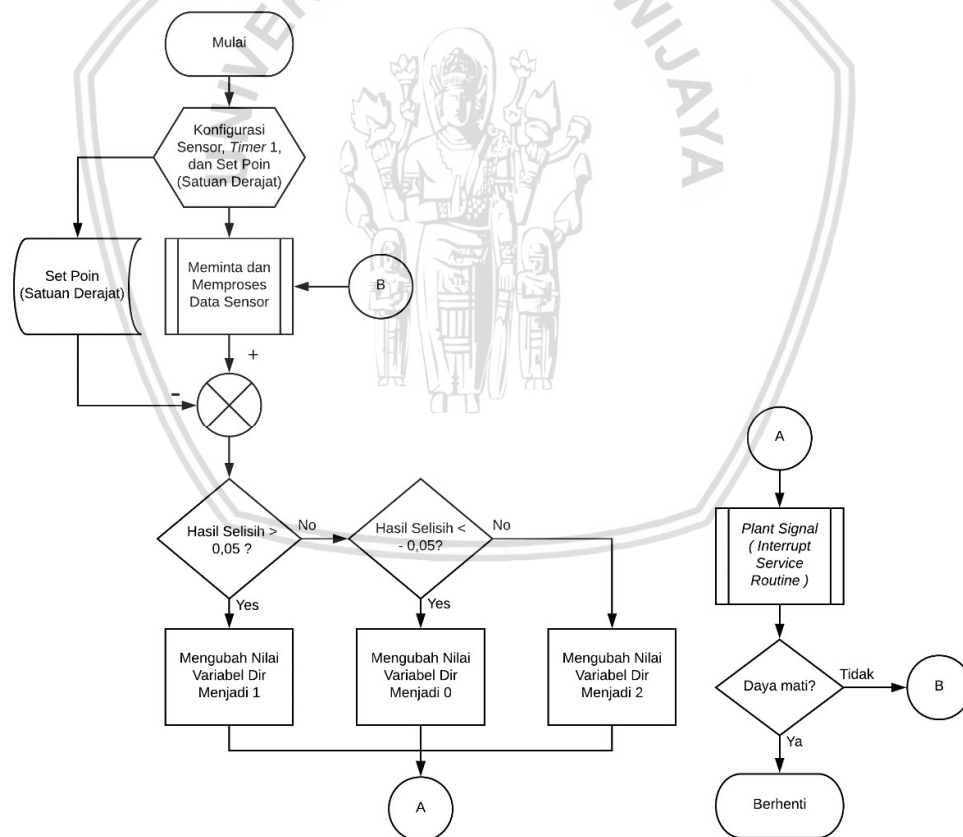 Mulai
UNIVER
WIJAYA
Konfigurasi
Sensor, Timer 1,
dan Set Poin
(Satuan Derajat)
Set Poin
(Satuan Derajat)
Meminta dan
Memproses
Data Sensor
B
+
-
A
Hasil Selisih >
0,05 ?
No
Hasil Selisih <
- 0,05?
No
Plant Signal
( Interrupt
Service
Routine )
Yes
Yes
Mengubah Nilai
Variabel Dir
Menjadi 1
Mengubah Nilai
Variabel Dir
Menjadi 0
Mengubah Nilai
Variabel Dir
Menjadi 2
Daya mati?
Tidak
B
Ya
A
Berhenti